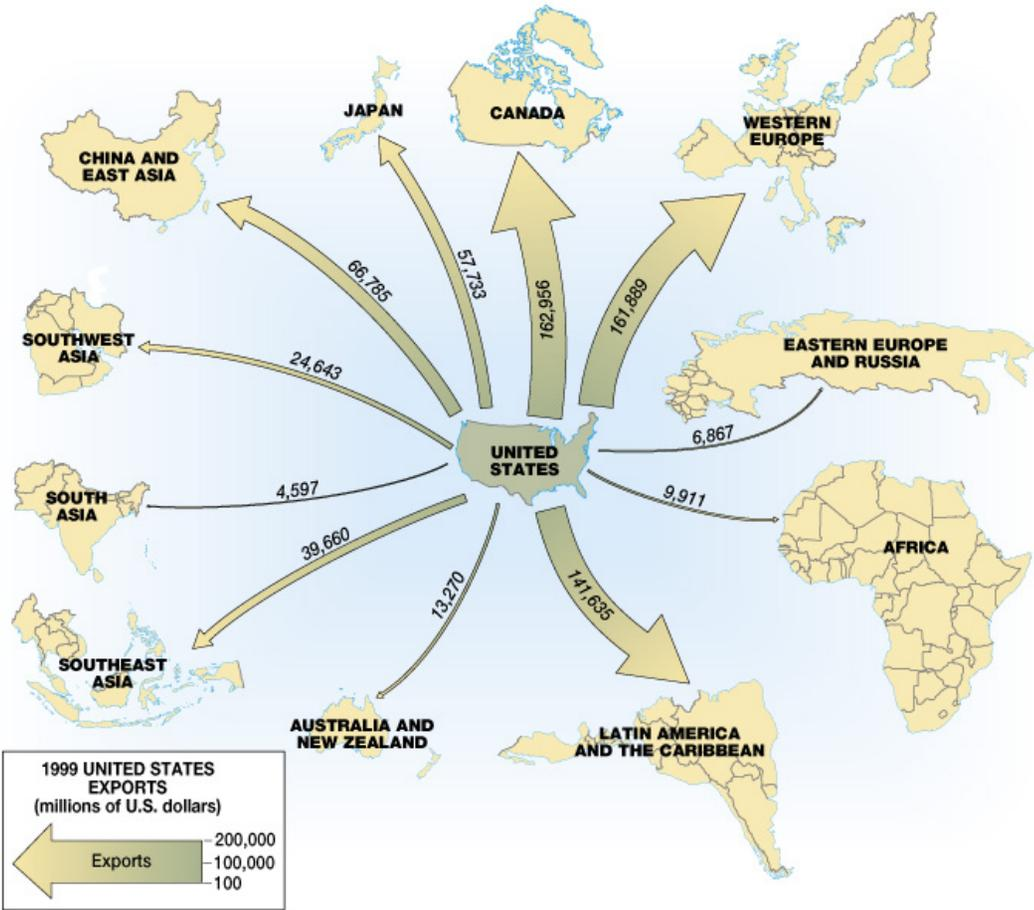 JAPAN
CANADA
WESTERN
EUROPE
CHINA AND
EAST ASIA
66,785
57,733
162,956
161,889
SOUTHWEST
ASIA
24,643
EASTERN EUROPE
AND RUSSIA
6,867
UNITED
STATES
SOUTH
ASIA
4,597
9,911
AFRICA
39,660
13,270
141,635
SOUTHEAST
ASIA
AUSTRALIA AND
NEW ZEALAND
LATIN AMERICA
AND THE CARIBBEAN
1999 UNITED STATES
EXPORTS
(millions of U.S. dollars)
Exports
200,000
100,000
100